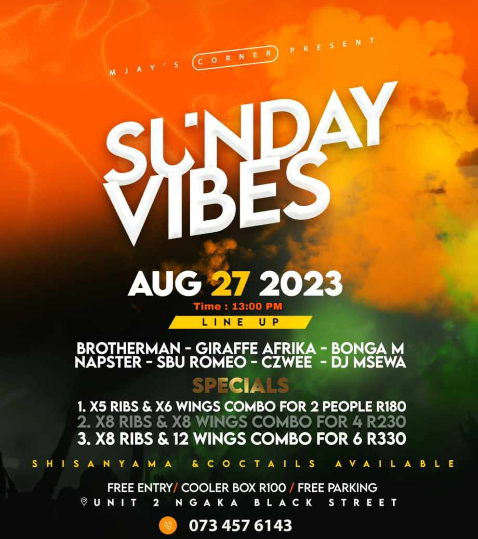 MJAY'S CORNER PRESENT
SUNDAY
VIBES
AUG 27 2023
Time : 13:00 PM
LINE UP
BROTHERMAN - GIRAFFE AFRIKA - BONGA M
NAPSTER - SBU ROMEO - CZWEE - DJ MSEWA
SPECIALS
1. X5 RIBS & X6 WINGS COMBO FOR 2 PEOPLE R180
2. X8 RIBS & X8 WINGS COMBO FOR 4 R230
3. X8 RIBS & 12 WINGS COMBO FOR 6 R330
SHISANYAMA &COCTAILS AVAILABLE
FREE ENTRY/ COOLER BOX R100 / FREE PARKING
UNIT 2 NGAKA BLACK STREET
073 457 6143